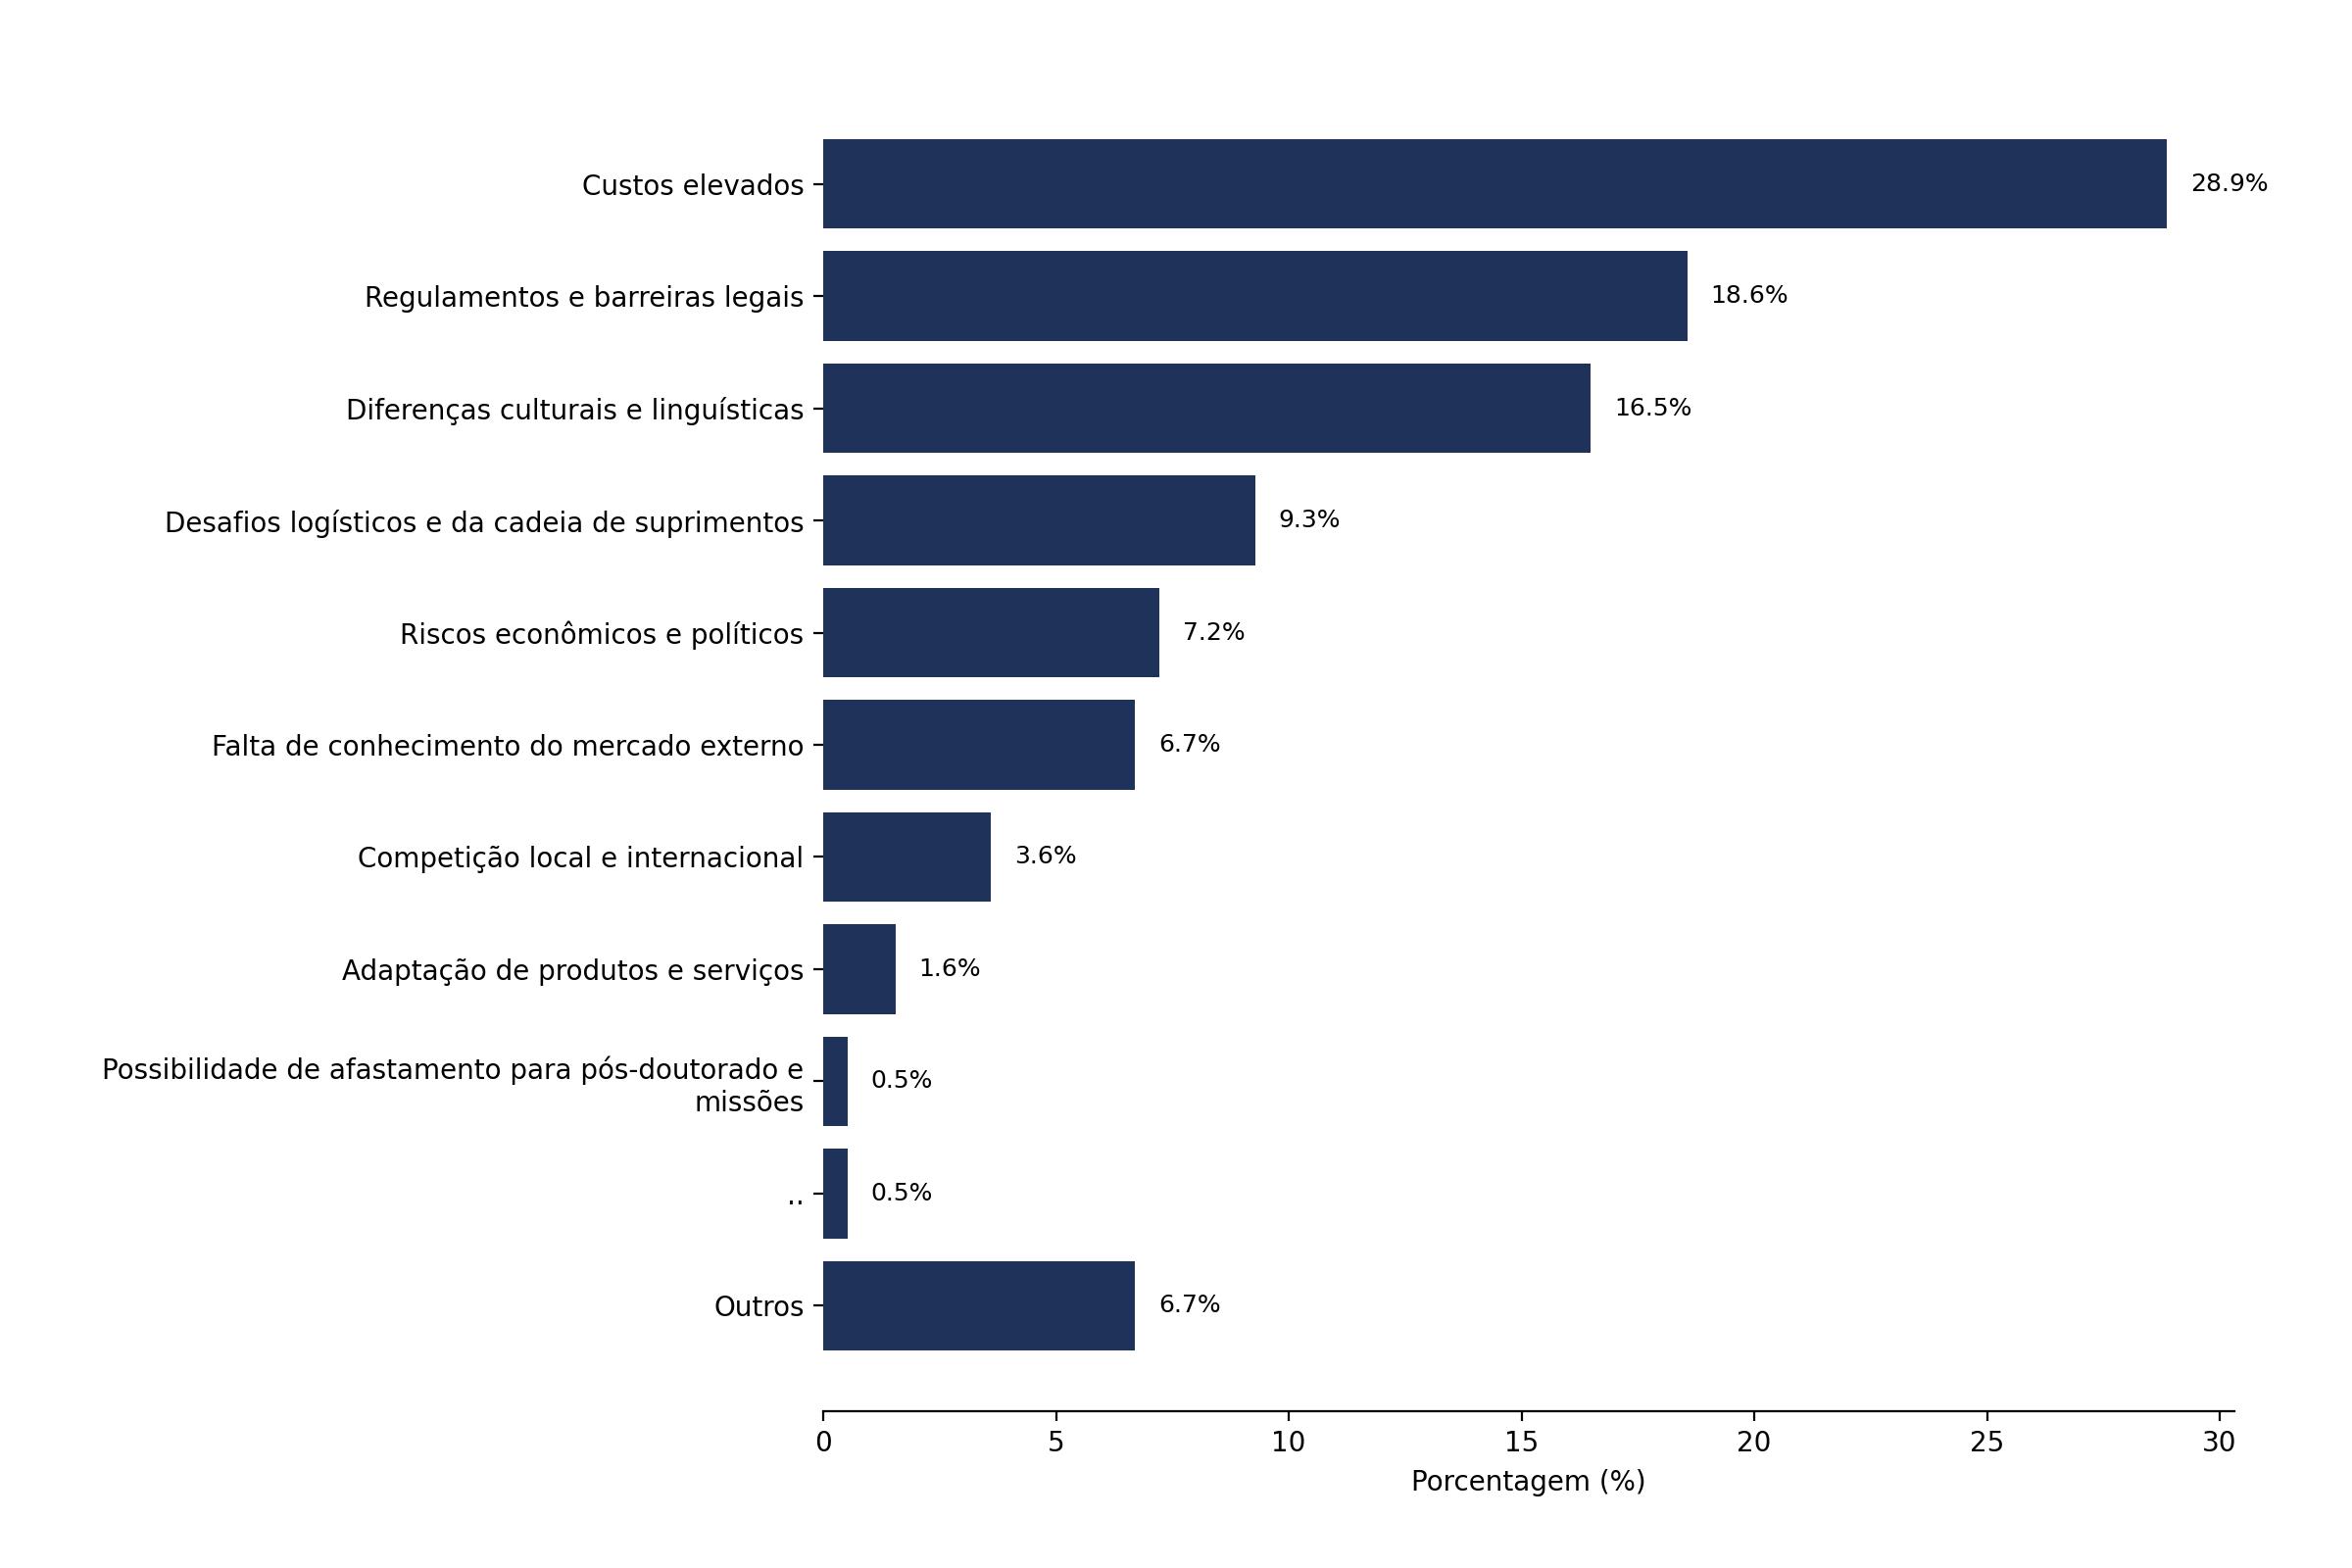 Custos elevados 28.9%
Regulamentos e barreiras legais 18.6%
Diferenças culturais e linguísticas 16.5%
Desafios logísticos e da cadeia de suprimentos 9.3%
Riscos econômicos e políticos 7.2%
Falta de conhecimento do mercado externo 6.7%
Competição local e internacional 3.6%
Adaptação de produtos e serviços 1.6%
Possibilidade de afastamento para pós-doutorado e
missões 0.5%
.. 0.5%
Outros 6.7%
0 5 10 15 20 25 30
Porcentagem (%)